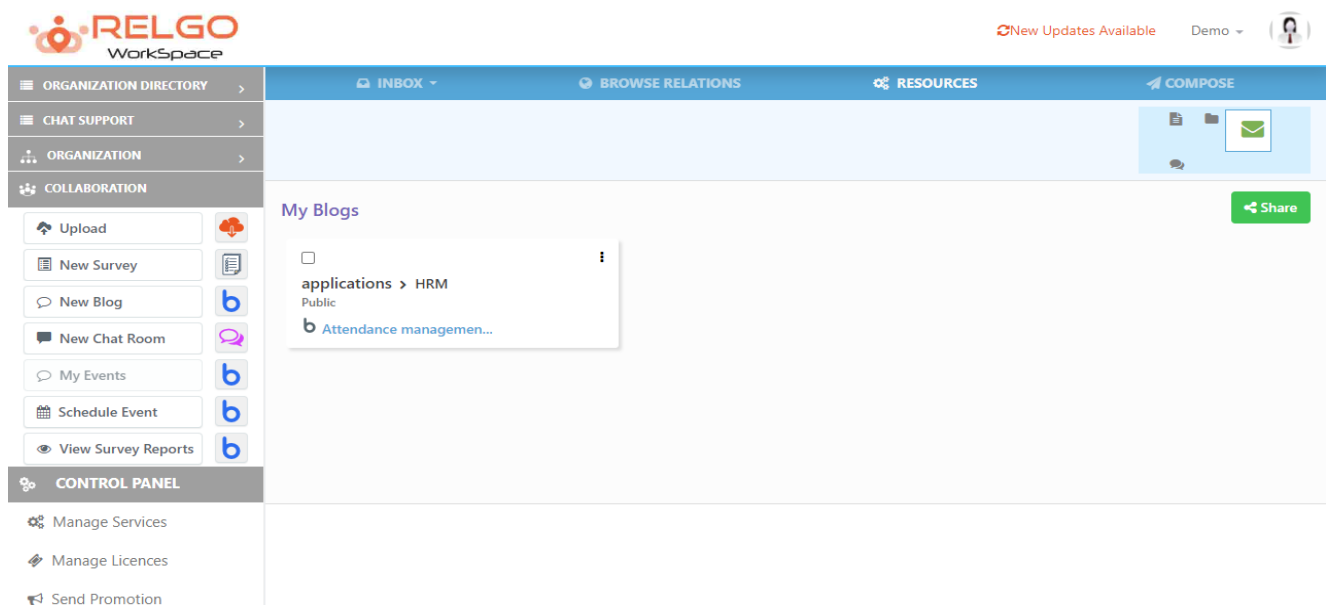 RELGO
WorkSpace
New Updates Available
Demo
ORGANIZATION DIRECTORY
INBOX
BROWSE RELATIONS
RESOURCES
COMPOSE
CHAT SUPPORT
ORGANIZATION
COLLABORATION
Upload
New Survey
New Blog
New Chat Room
My Events
Schedule Event
View Survey Reports
CONTROL PANEL
Manage Services
Manage Licences
Send Promotion
My Blogs
Share
applications > HRM
Public
b Attendance managemen...